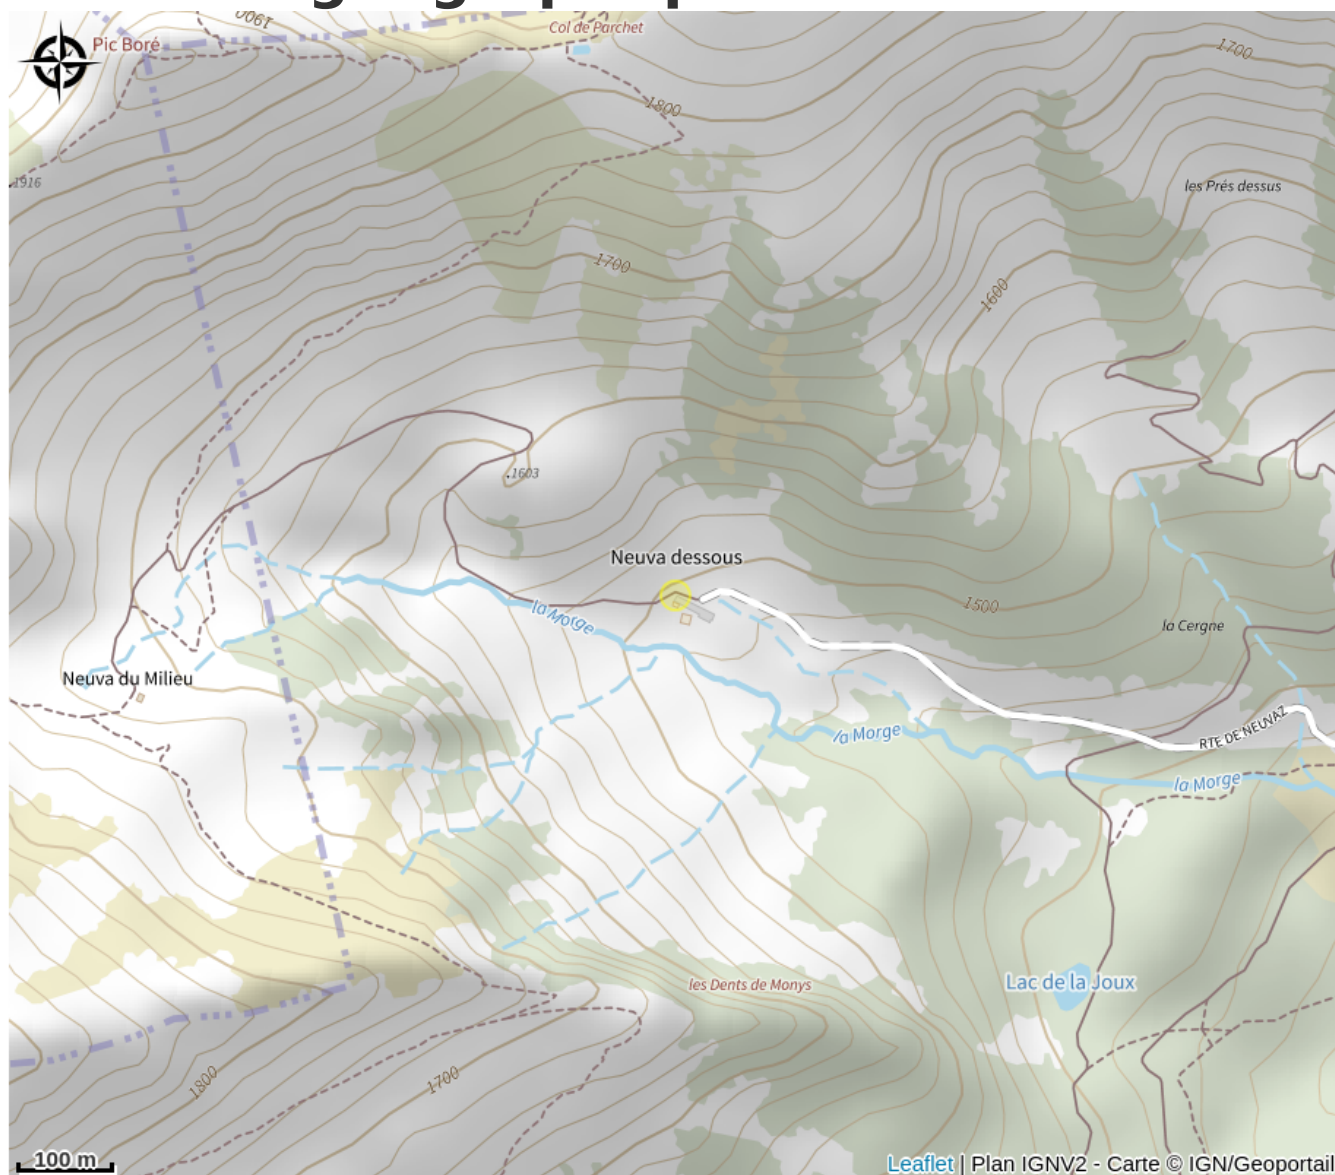 Col de Parchet
1900
Pic Boré
1700
1800
1916
les Prés dessus
1700
1600
1603
Neuva dessous
la Morge
1500
la Cergne
Neuva du Milieu
RTE DE NEUVAZ
la Morge
la Morge
Lac de la Joux
les Dents de Monys
1800
1700
100 m
Leaflet | Plan IGNV2 - Carte © IGN/Geoportail